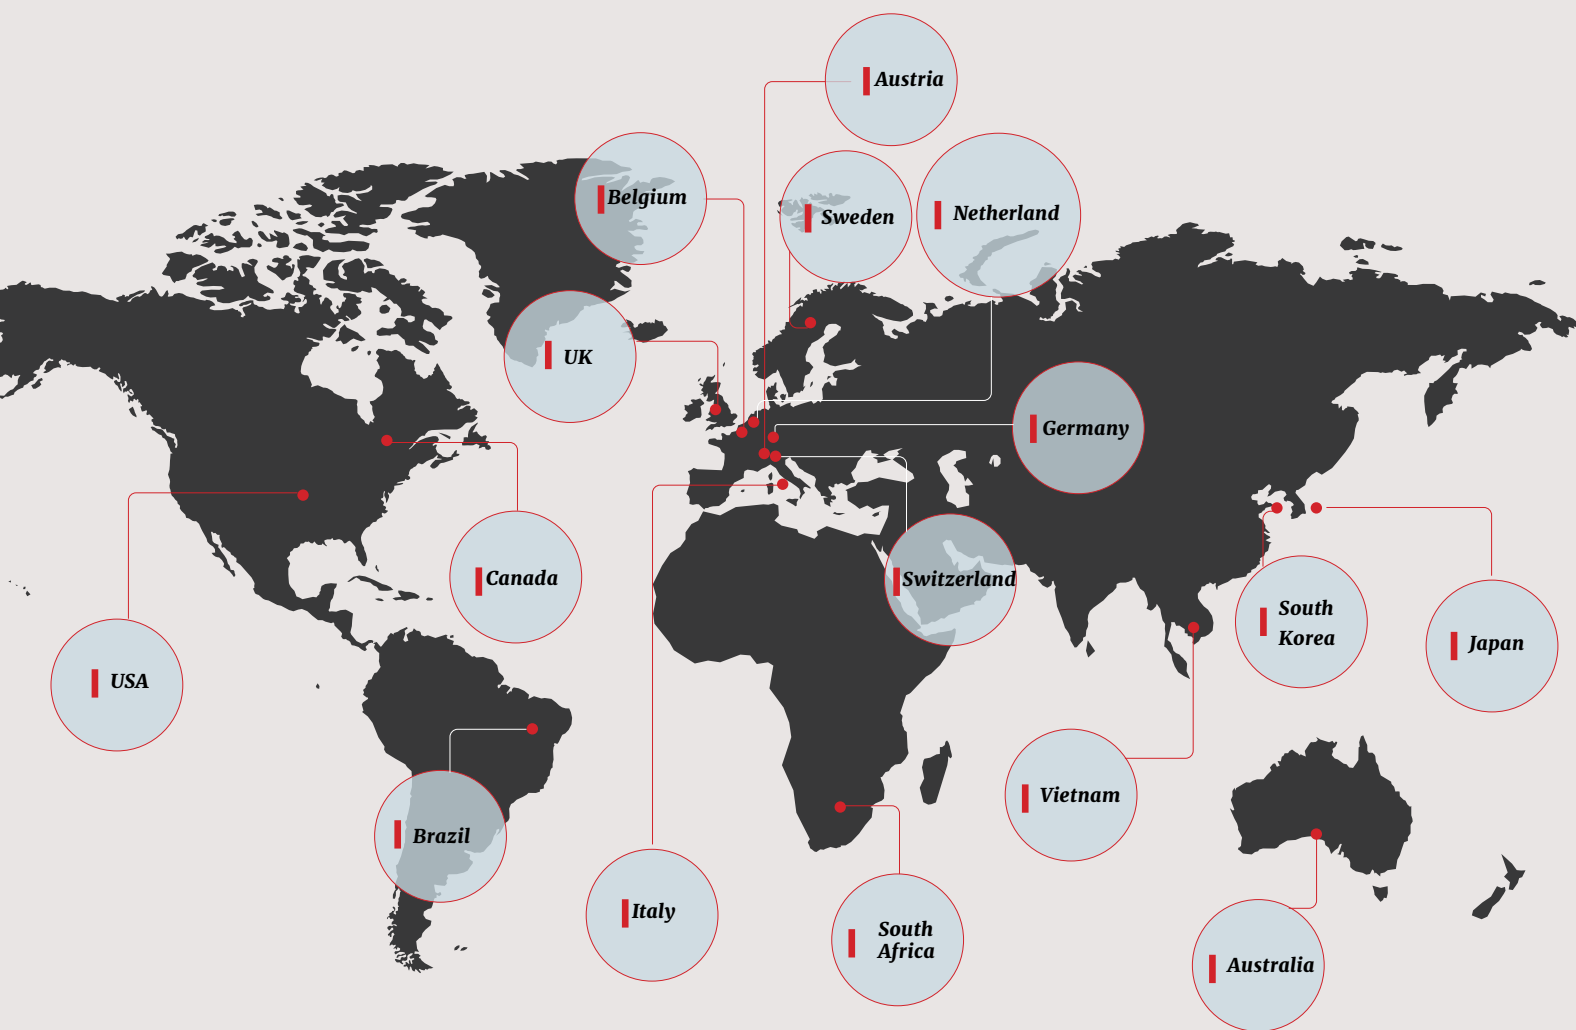 Austria
Belgium
Sweden
Netherland
UK
Germany
Canada
Switzerland
South
Korea
Japan
USA
Vietnam
Brazil
Italy
South
Africa
Australia